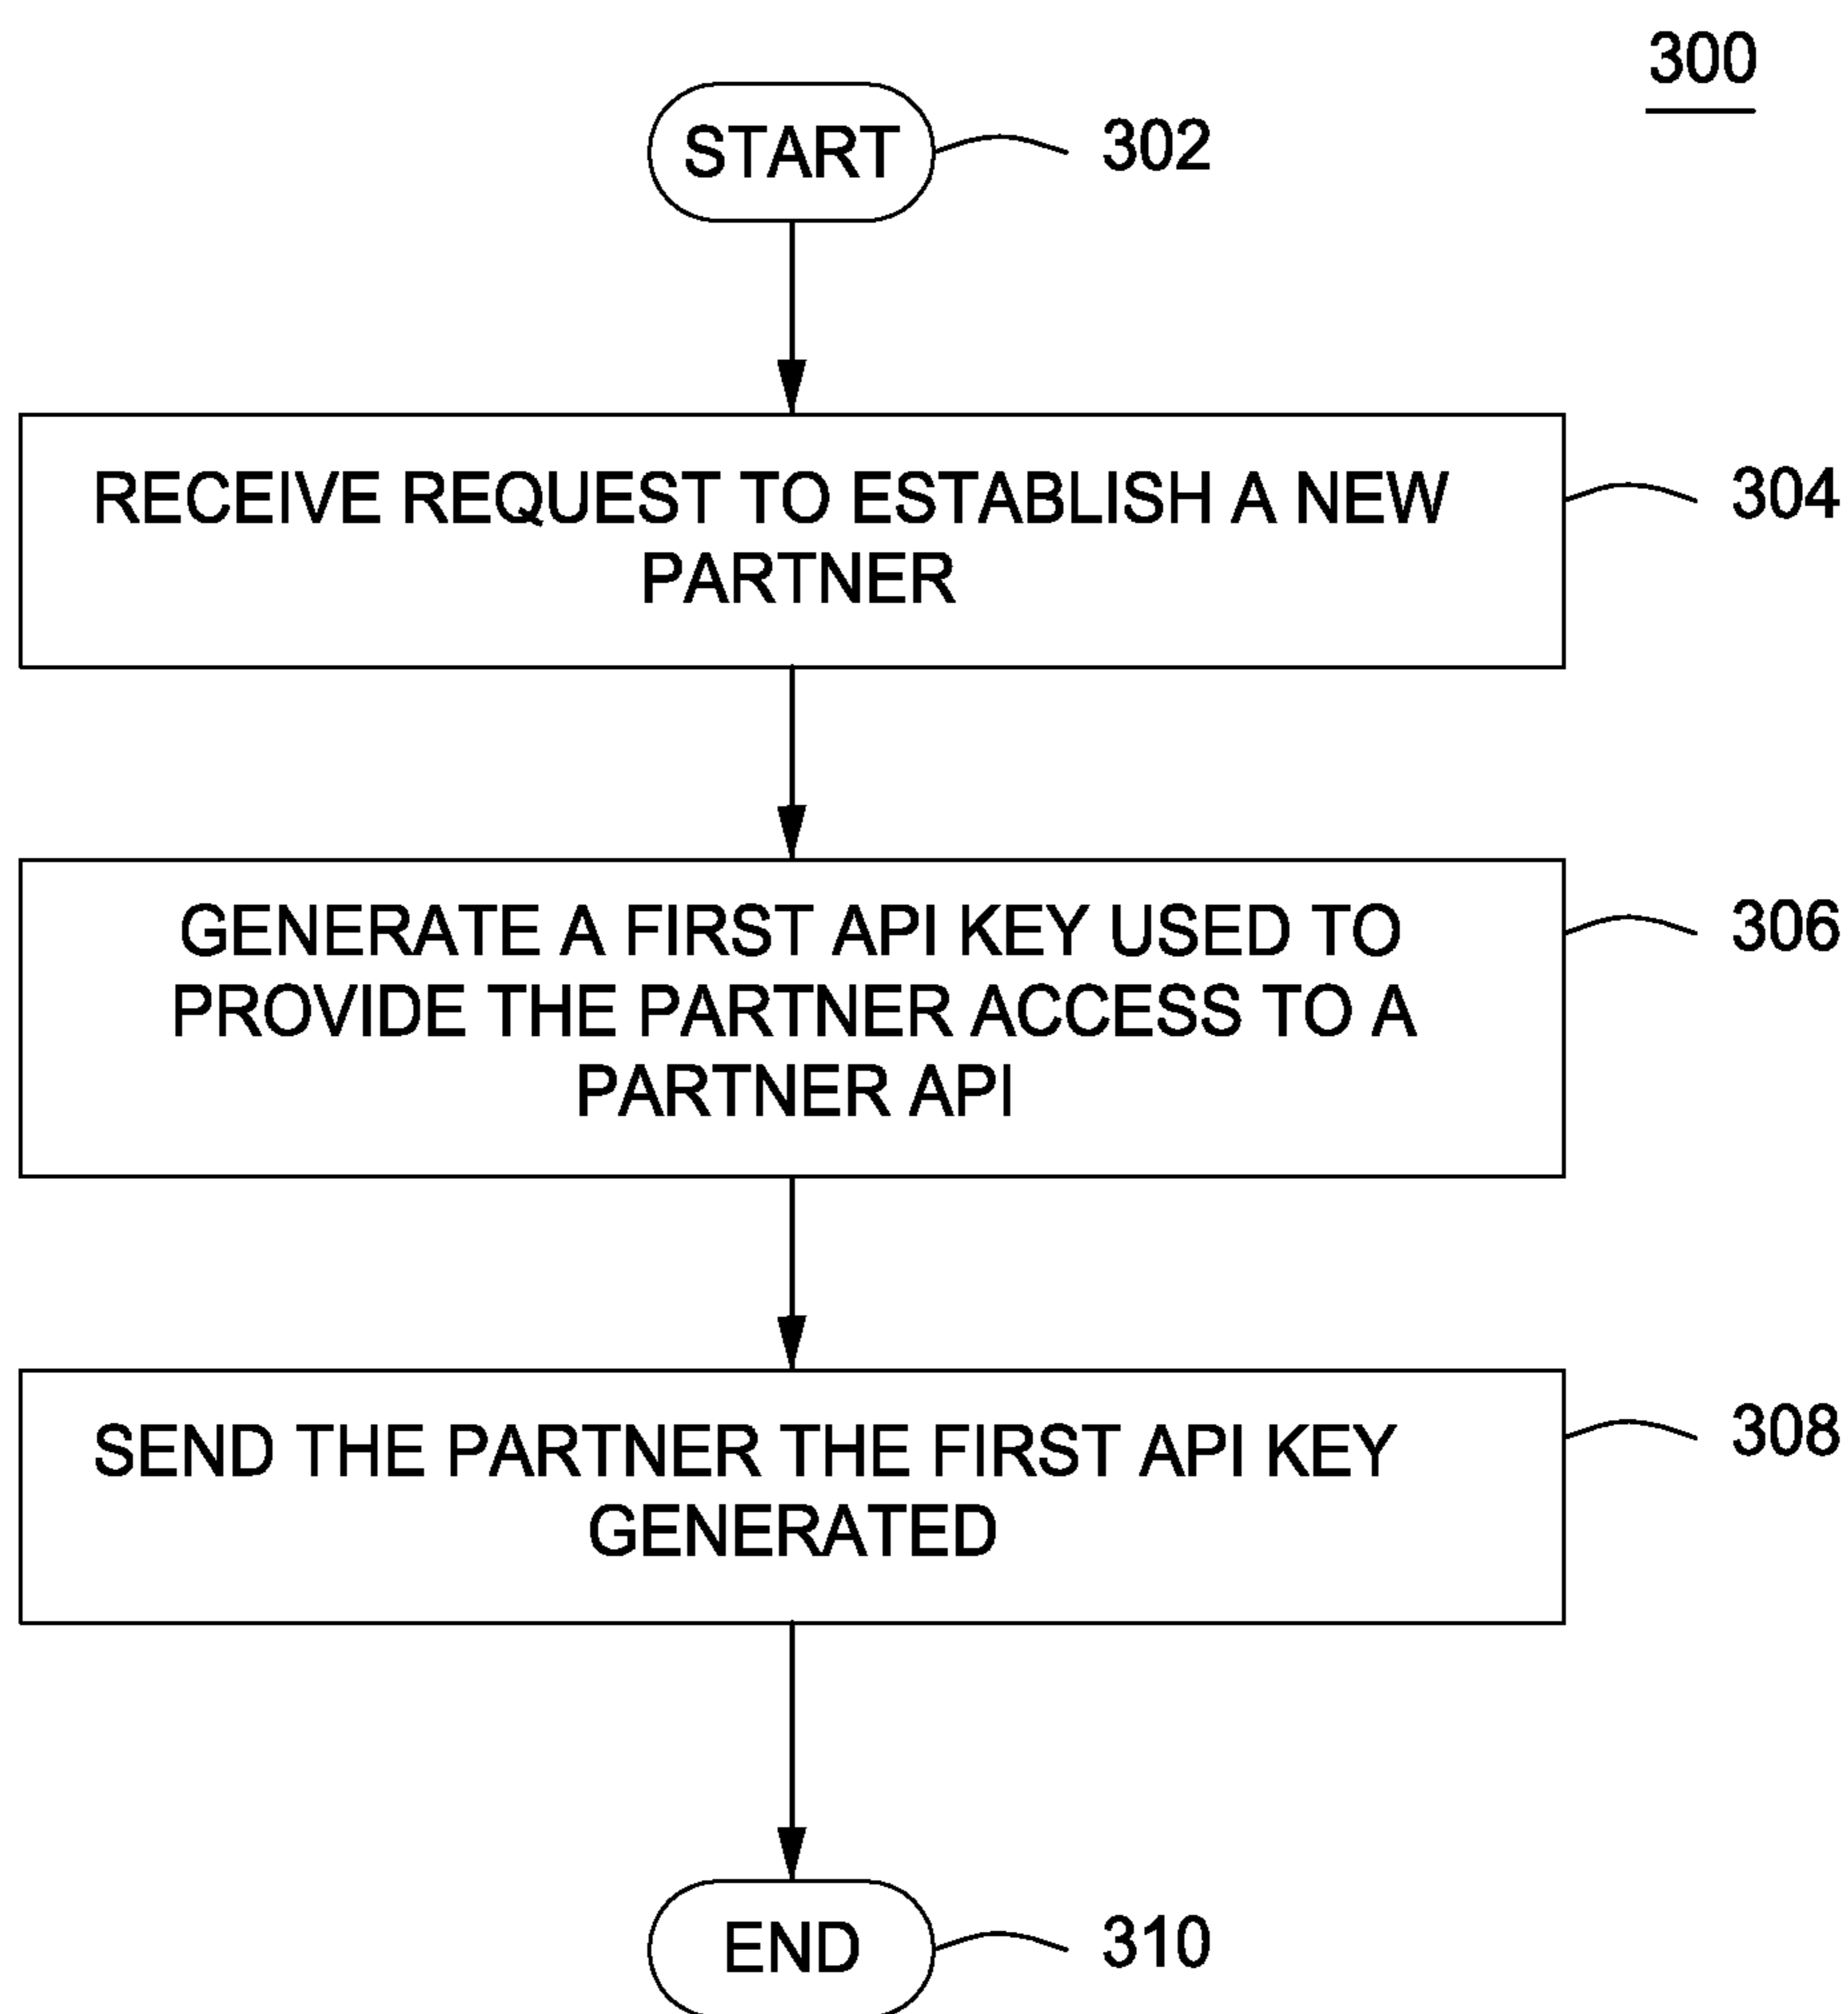 300
START
302
RECEIVE REQUEST TO ESTABLISH A NEW
PARTNER
304
GENERATE A FIRST API KEY USED TO
PROVIDE THE PARTNER ACCESS TO A
PARTNER API
306
SEND THE PARTNER THE FIRST API KEY
GENERATED
308
END
310